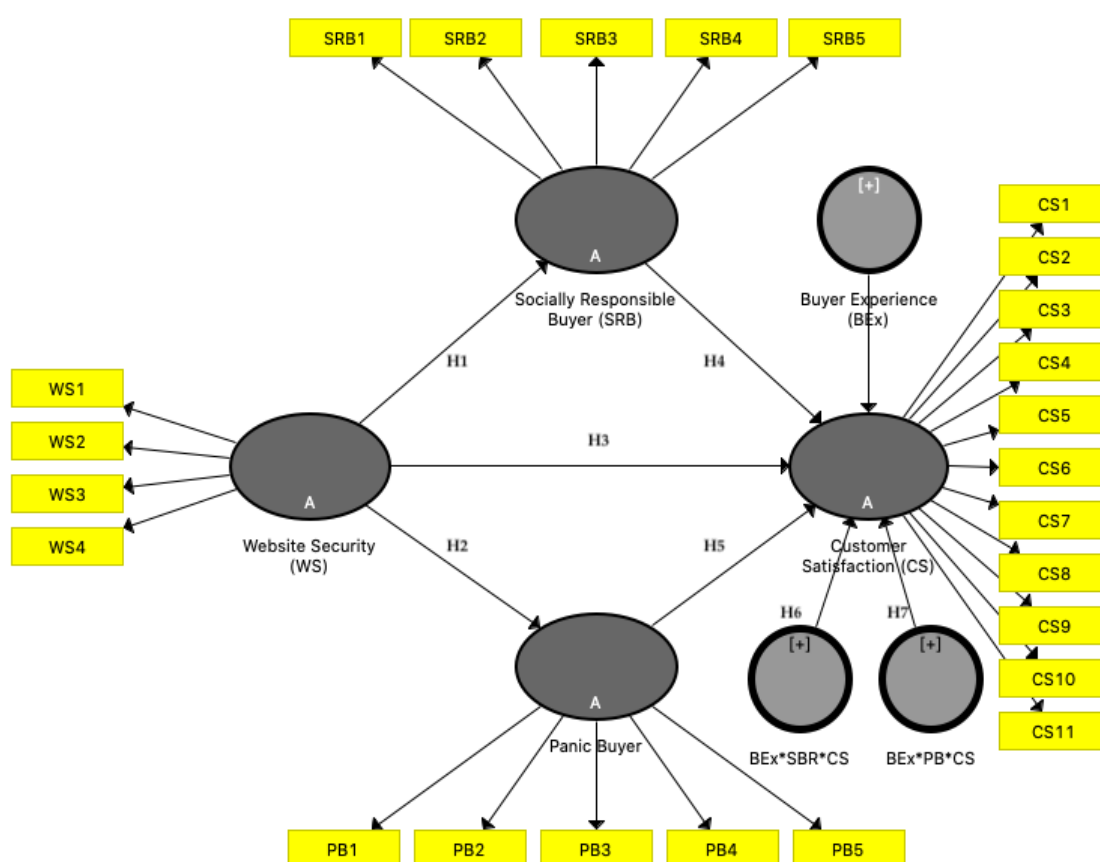 SRB1
SRB2
SRB3
SRB4
SRB5
[+]
CS1
CS2
CS3
CS4
CS5
CS6
CS7
CS8
CS9
CS10
CS11
A
Socially Responsible
Buyer (SRB)
Buyer Experience
(BEx)
H1
H4
WS1
WS2
WS3
WS4
H3
A
Website Security
(WS)
A
Customer
Satisfaction (CS)
H2
H5
H6
H7
[+]
[+]
A
Panic Buyer
BEx*SBR*CS
BEx*PB*CS
PB1
PB2
PB3
PB4
PB5